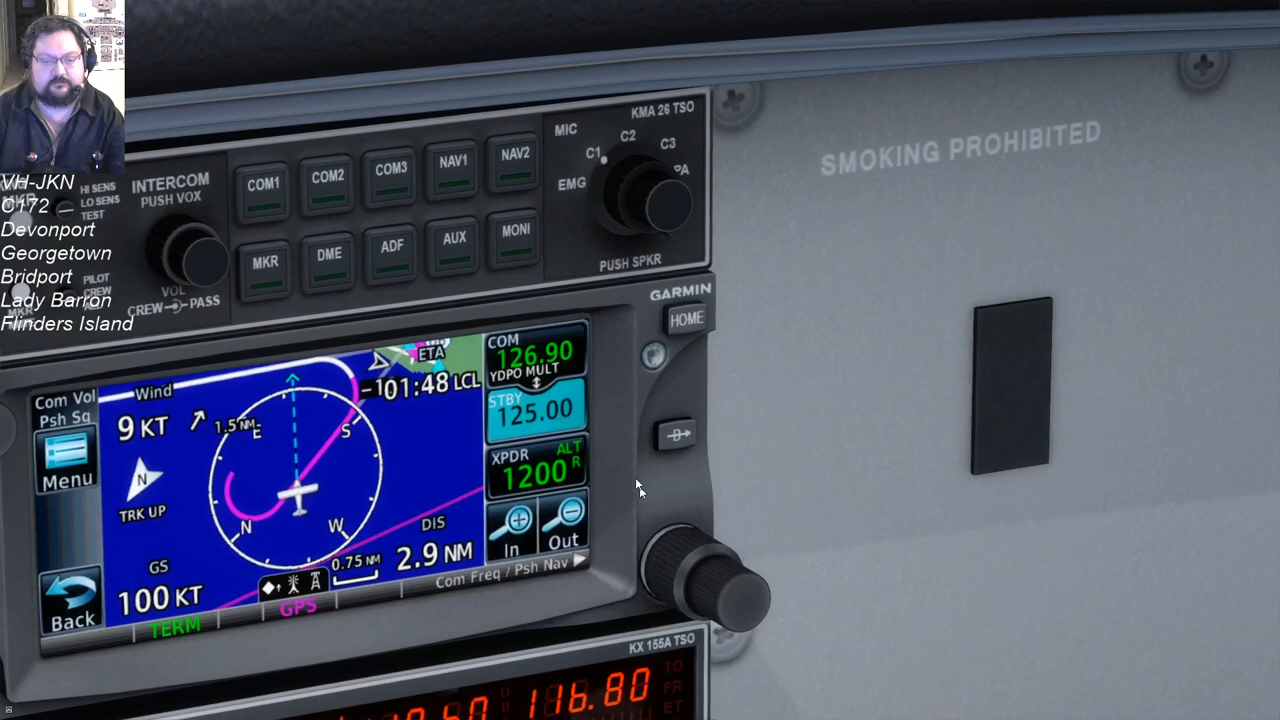 VH-JKN
C172
Devonport
Georgetown
Bridport
Lady Barron
Flinders Island
HI SENS
LO SENS
TEST
PILOT
CREW
MKR
INTERCOM
PUSH VOX
VOL
CREW PASS
COM1
COM2
COM3
NAV1
NAV2
MKR
DME
ADF
AUX
MONI
KMA 26 TSO
MIC
EMG
C1
C2
C3
PA
PUSH SPKR
SMOKING PROHIBITED
GARMIN
HOME
Com Vol
Psh Sq
Menu
Back
Wind
9 KT
1.5 NM
N
TRK UP
GS
100 KT
E
S
N
W
ETA
01:48 LCL
DIS
2.9 NM
0.75 NM
TERM
GPS
Com Freq / Psh Nav
COM
126.90
YDPO MULT
STBY
125.00
XPDR
ALT
1200 R
In
Out
KX 155A TSO
116.80
TO
FR
ET